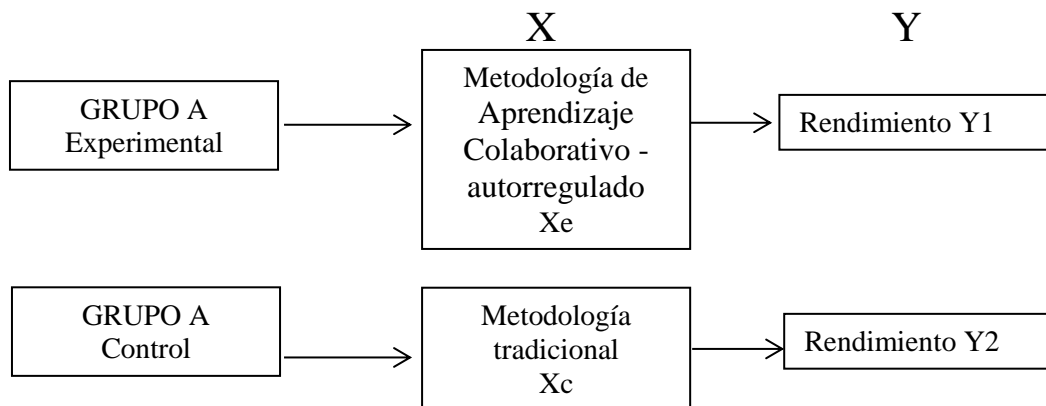 X
Y
GRUPO A
Experimental
Metodología de
Aprendizaje
Colaborativo -
autorregulado
Xe
Rendimiento Y1
GRUPO A
Control
Metodología
tradicional
Xc
Rendimiento Y2